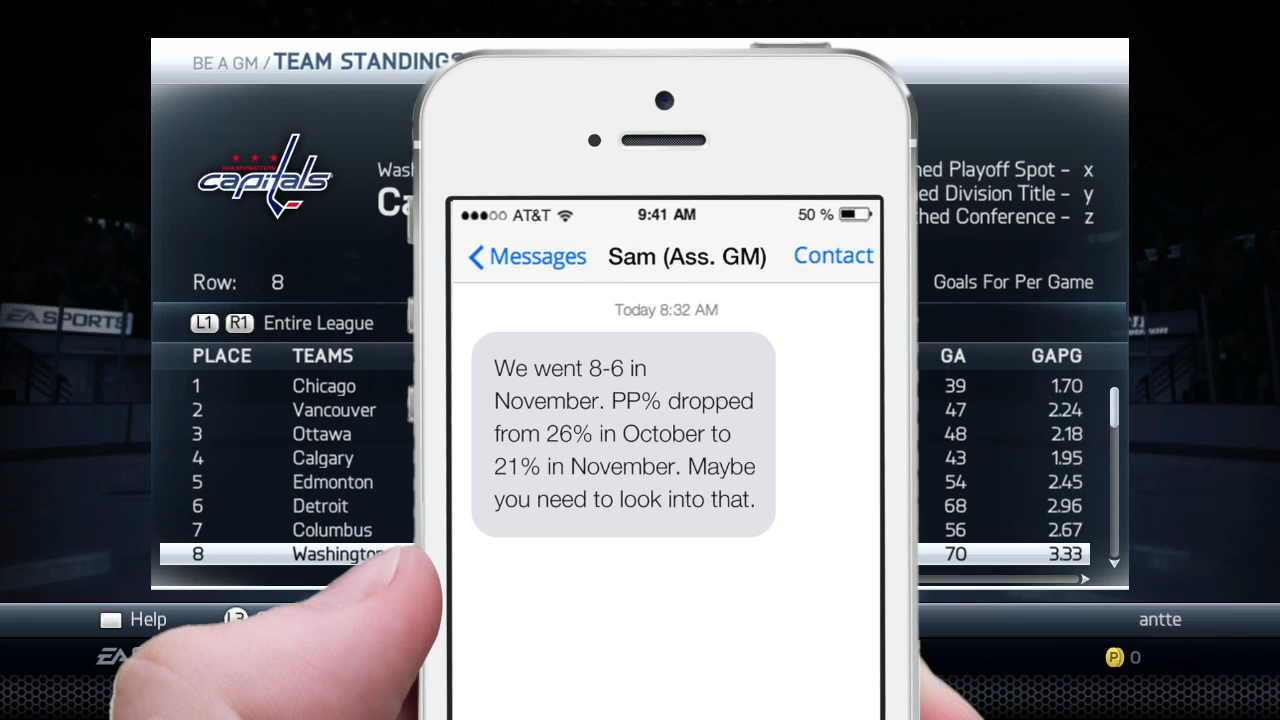 BE A GM / TEAM STANDINGS
WASHINGTON
capitals
Row: 8
Playoff Spot - x
Division Title - y
Conference - z
Goals For Per Game
L1 R1 Entire League
PLACE TEAMS GA GAPG
1 Chicago 39 1.70
2 Vancouver 47 2.24
3 Ottawa 48 2.18
4 Calgary 43 1.95
5 Edmonton 54 2.45
6 Detroit 68 2.96
7 Columbus 56 2.67
8 Washington 70 3.33
AT&T 9:41 AM 50 %
Messages Sam (Ass. GM) Contact
Today 8:32 AM
We went 8-6 in
November. PP% dropped
from 26% in October to
21% in November. Maybe
you need to look into that.
EA SPORTS
Help
antte
EA
P 0